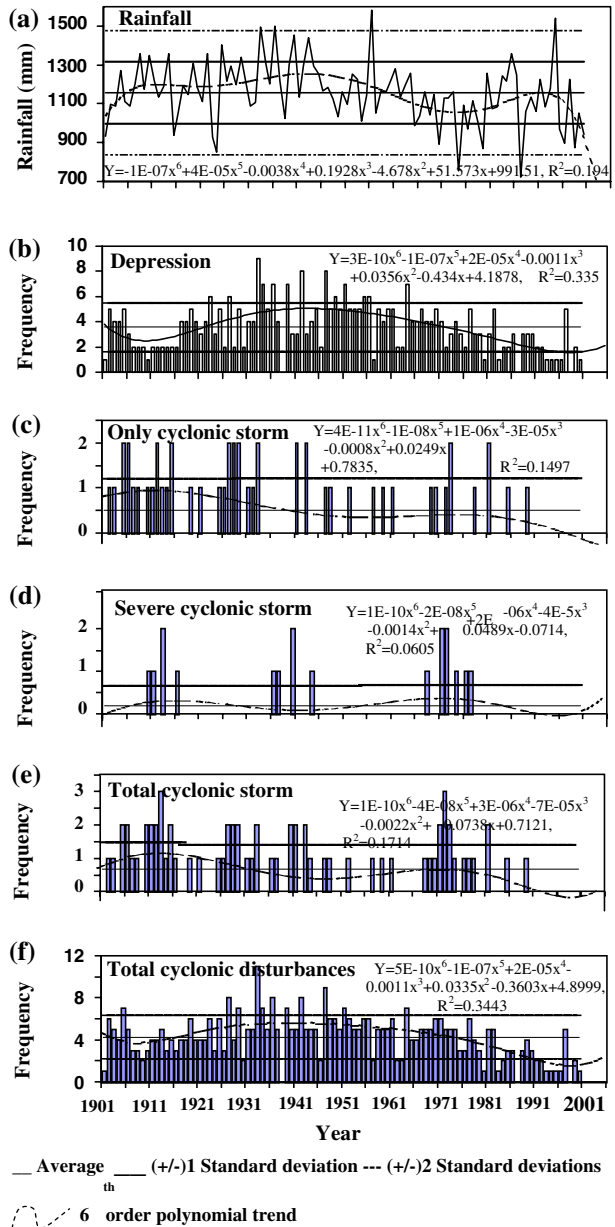 (a)
Rainfall
Rainfall (mm)
1500
1300
1100
900
700
Y=-1E-07x⁶+4E-05x⁵-0.0038x⁴+0.1928x³-4.678x²+51.573x+991.51, R²=0.194
(b)
Depression
Frequency
10
8
6
4
2
0
Y=3E-10x⁶-1E-07x⁵+2E-05x⁴-0.0011x³
+0.0356x²-0.434x+4.1878, R²=0.335
(c)
Only cyclonic storm
Frequency
2
1
0
Y=4E-11x⁶-1E-08x⁵+1E-06x⁴-3E-05x³
-0.0008x²+0.0249x
+0.7835, R²=0.1497
(d)
Severe cyclonic storm
Frequency
2
1
0
Y=1E-10x⁶-2E-08x⁵+2E -06x⁴-4E-5x³
-0.0014x²+ 0.0489x-0.0714,
R²=0.0605
(e)
Total cyclonic storm
Frequency
3
2
1
0
Y=1E-10x⁶-4E-08x⁵+3E-06x⁴-7E-05x³
-0.0022x²+ 0.0738x+0.7121,
R²=0.1714
(f)
Total cyclonic disturbances
Frequency
12
9
6
3
0
Y=5E-10x⁶-1E-07x⁵+2E-05x⁴-
0.0011x³+0.0335x²-0.3603x+4.8999,
R²=0.3443
1901 1911 1921 1931 1941 1951 1961 1971 1981 1991 2001
Year
__ Average ___ (+/-)1 Standard deviation --- (+/-)2 Standard deviations
6th order polynomial trend